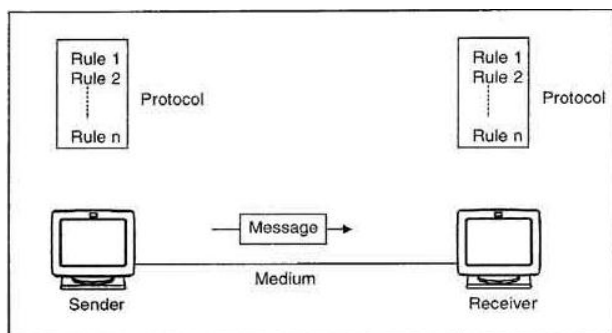 Rule 1
Rule 2
Rule n
Protocol
Rule 1
Rule 2
Rule n
Protocol
Message
Medium
Sender
Receiver